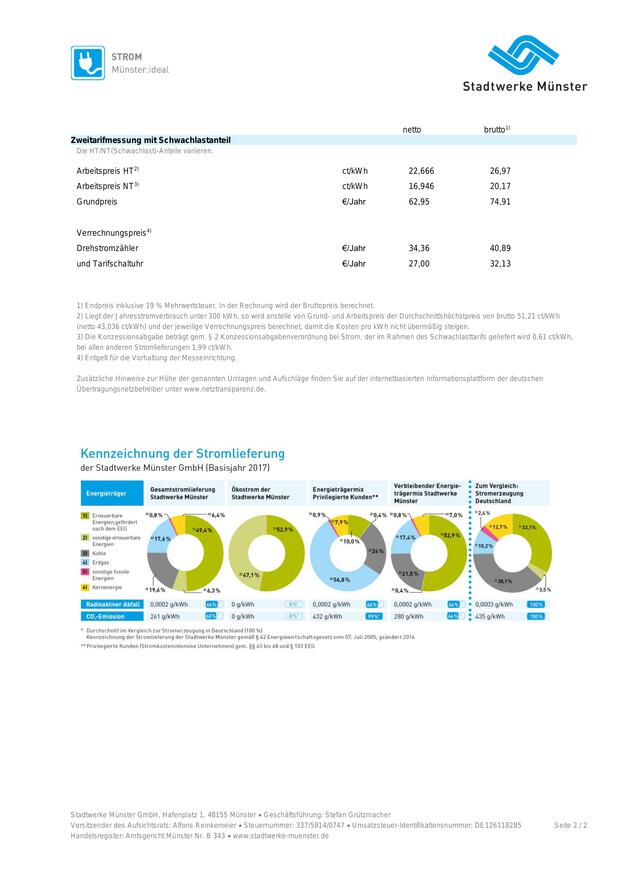 STROM
Münster:ideal
Stadtwerke Münster
netto brutto1)
Zweitarifmessung mit Schwachlastanteil
Die HT/NT(Schwachlast)-Anteile variieren.
Arbeitspreis HT2) ct/kWh 22,666 26,97
Arbeitspreis NT3) ct/kWh 16,946 20,17
Grundpreis €/Jahr 62,95 74,91
Verrechnungspreis4)
Drehstromzähler €/Jahr 34,36 40,89
und Tarifschaltuhr €/Jahr 27,00 32,13
1) Endpreis inklusive 19 % Mehrwertsteuer. In der Rechnung wird der Bruttopreis berechnet.
2) Liegt der Jahresstromverbrauch unter 300 kWh, so wird anstelle von Grund- und Arbeitspreis der Durchschnittshöchstpreis von brutto 51,21 ct/kWh
(netto 43,036 ct/kWh) und der jeweilige Verrechnungspreis berechnet, damit die Kosten pro kWh nicht übermäßig steigen.
3) Die Konzessionsabgabe beträgt gem. § 2 Konzessionsabgabenverordnung bei Strom, der im Rahmen des Schwachlasttarifs geliefert wird 0,61 ct/kWh,
bei allen anderen Stromlieferungen 1,99 ct/kWh.
4) Entgelt für die Vorhaltung der Messeinrichtung.
Zusätzliche Hinweise zur Höhe der genannten Umlagen und Aufschläge finden Sie auf der internetbasierten Informationsplattform der deutschen
Übertragungsnetzbetreiber unter www.netztransparenz.de.
Kennzeichnung der Stromlieferung
der Stadtwerke Münster GmbH (Basisjahr 2017)
Energieträger
Gesamtstromlieferung
Stadtwerke Münster
Ökostrom der
Stadtwerke Münster
Energieträgermix
Privilegierte Kunden**
Verbleibender Energie-
trägermix Stadtwerke
Münster
Zum Vergleich:
Stromerzeugung
Deutschland
1) Erneuerbare
Energien, gefördert
nach dem EEG
2) sonstige erneuerbare
Energien
3) Kohle
4) Erdgas
5) sonstige fossile
Energien
6) Kernenergie
0,8% 6,4% 49,4% 17,6% 19,6% 6,3%
52,9% 47,1%
0,9% 7,9% 0,4% 10,0% 24% 56,8%
0,8% 7,0% 52,9% 17,4% 21,5% 0,4%
2,4% 12,7% 33,1% 10,2% 38,1% 3,5%
Radioaktiver Abfall 0,0002 g/kWh 0 g/kWh 0% 0,0002 g/kWh 0,0002 g/kWh 0,0003 g/kWh 100%
CO2-Emission 261 g/kWh 60% 0 g/kWh 0% 432 g/kWh 99% 280 g/kWh 435 g/kWh 100%
* Durchschnitt im Vergleich zur Stromerzeugung in Deutschland (100 %)
Kennzeichnung der Stromlieferung der Stadtwerke Münster gemäß § 42 Energiewirtschaftsgesetz vom 07. Juli 2005, geändert 2016
** Privilegierte Kunden (Stromkostenintensive Unternehmen) gem. §§ 63 bis 68 und § 103 EEG
Stadtwerke Münster GmbH, Hafenplatz 1, 48155 Münster • Geschäftsführung: Stefan Grützmacher
Vorsitzender des Aufsichtsrats: Alfons Reinkemeier • Steuernummer: 337/5914/0747 • Umsatzsteuer-Identifikationsnummer: DE126118285 Seite 2 / 2
Handelsregister: Amtsgericht Münster Nr. B 343 • www.stadtwerke-muenster.de